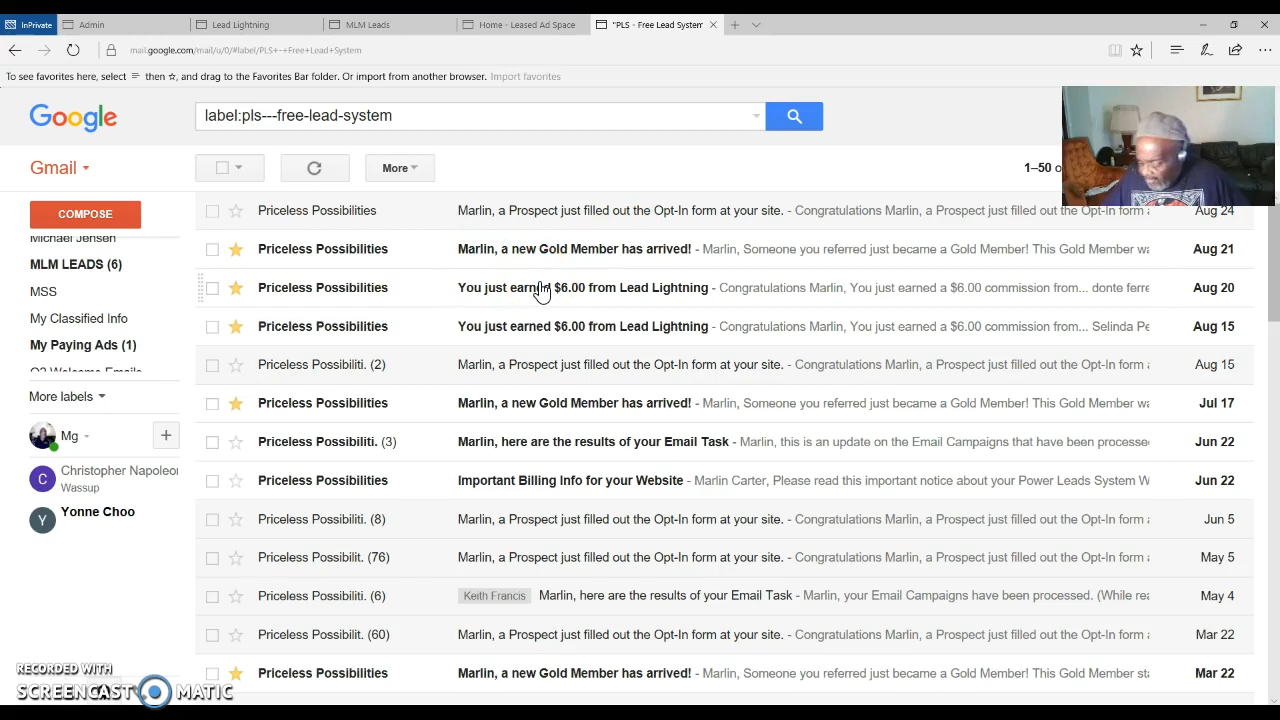 InPrivate Admin Lead Lightning MLM Leads Home - Leased Ad Space "PLS - Free Lead System
mail.google.com/mail/u/0/#label/PLS+-+Free+Lead+System
To see favorites here, select then ☆, and drag to the Favorites Bar folder. Or import from another browser. Import favorites
Google label:pls---free-lead-system
Gmail More 1–50 o
COMPOSE
Michael Jensen
MLM LEADS (6)
MSS
My Classified Info
My Paying Ads (1)
More labels
Mg
Christopher Napoleon
C
Wassup
Y Yonne Choo
Priceless Possibilities Marlin, a Prospect just filled out the Opt-In form at your site. - Congratulations Marlin, a Prospect just filled out the Opt-In form a Aug 24
Priceless Possibilities Marlin, a new Gold Member has arrived! - Marlin, Someone you referred just became a Gold Member! This Gold Member wa Aug 21
Priceless Possibilities You just earned $6.00 from Lead Lightning - Congratulations Marlin, You just earned a $6.00 commission from... donte ferre Aug 20
Priceless Possibilities You just earned $6.00 from Lead Lightning - Congratulations Marlin, You just earned a $6.00 commission from... Selinda Pe Aug 15
Priceless Possibiliti. (2) Marlin, a Prospect just filled out the Opt-In form at your site. - Congratulations Marlin, a Prospect just filled out the Opt-In form a Aug 15
Priceless Possibilities Marlin, a new Gold Member has arrived! - Marlin, Someone you referred just became a Gold Member! This Gold Member wa Jul 17
Priceless Possibiliti. (3) Marlin, here are the results of your Email Task - Marlin, this is an update on the Email Campaigns that have been processe Jun 22
Priceless Possibilities Important Billing Info for your Website - Marlin Carter, Please read this important notice about your Power Leads System W Jun 22
Priceless Possibiliti. (8) Marlin, a Prospect just filled out the Opt-In form at your site. - Congratulations Marlin, a Prospect just filled out the Opt-In form a Jun 5
Priceless Possibilit. (76) Marlin, a Prospect just filled out the Opt-In form at your site. - Congratulations Marlin, a Prospect just filled out the Opt-In form a May 5
Priceless Possibiliti. (6) Keith Francis Marlin, here are the results of your Email Task - Marlin, your Email Campaigns have been processed. (While rea May 4
Priceless Possibilit. (60) Marlin, a Prospect just filled out the Opt-In form at your site. - Congratulations Marlin, a Prospect just filled out the Opt-In form a Mar 22
Priceless Possibilities Marlin, a new Gold Member has arrived! - Marlin, Someone you referred just became a Gold Member! This Gold Member sta Mar 22
RECORDED WITH
SCREENCAST MATIC